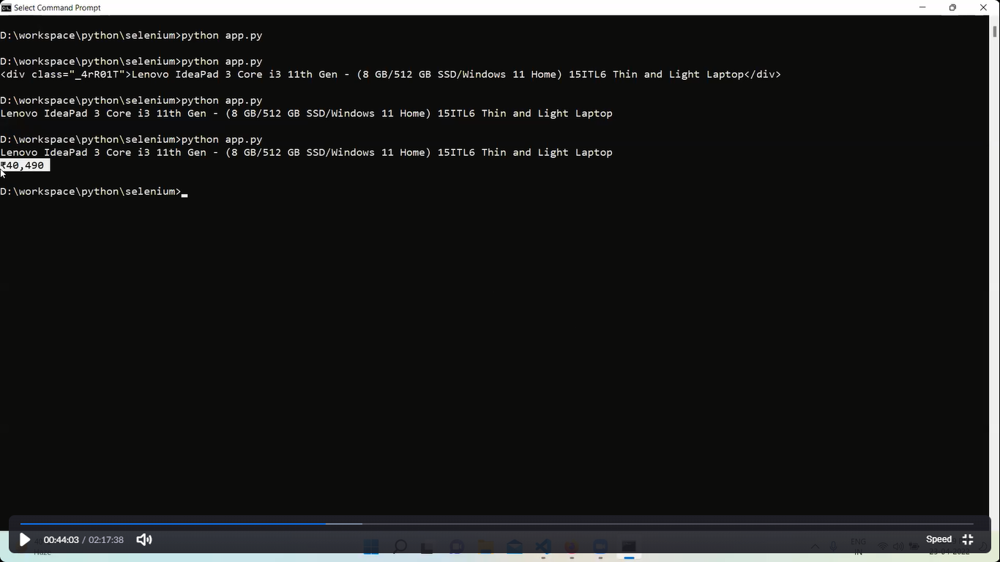 Select Command Prompt
D:\workspace\python\selenium>python app.py
D:\workspace\python\selenium>python app.py
<div class="_4rR01T">Lenovo IdeaPad 3 Core i3 11th Gen - (8 GB/512 GB SSD/Windows 11 Home) 15ITL6 Thin and Light Laptop</div>
D:\workspace\python\selenium>python app.py
Lenovo IdeaPad 3 Core i3 11th Gen - (8 GB/512 GB SSD/Windows 11 Home) 15ITL6 Thin and Light Laptop
D:\workspace\python\selenium>python app.py
Lenovo IdeaPad 3 Core i3 11th Gen - (8 GB/512 GB SSD/Windows 11 Home) 15ITL6 Thin and Light Laptop
₹40,490
D:\workspace\python\selenium>
00:44:03 / 02:17:38
Speed
Haze
ENG
IN
23-04-2022